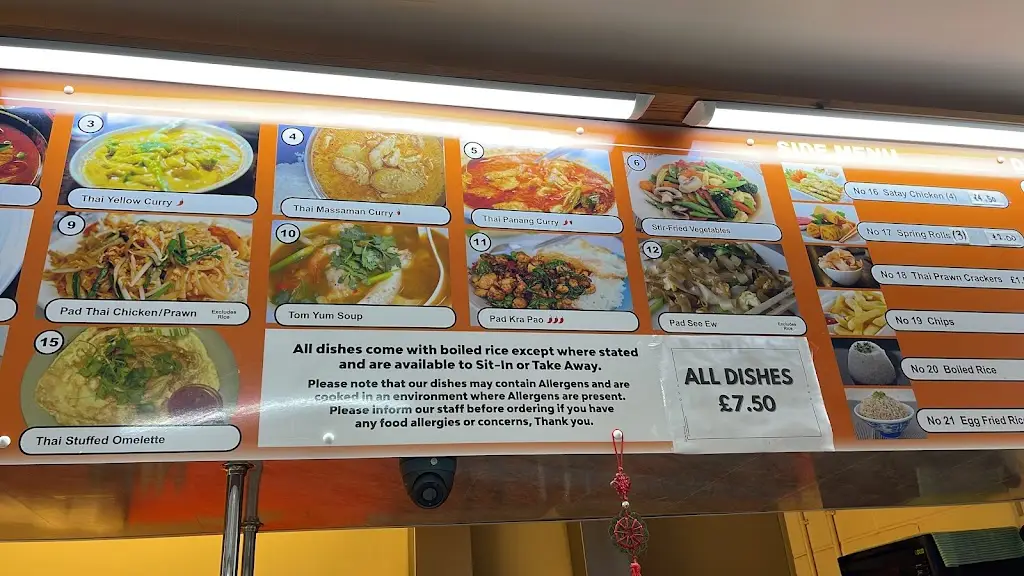 3
Thai Yellow Curry
4
Thai Massaman Curry
5
Thai Panang Curry
6
Stir-Fried Vegetables
9
Pad Thai Chicken/Prawn Excludes Rice
10
Tom Yum Soup
11
Pad Kra Pao
12
Pad See Ew Excludes Rice
15
Thai Stuffed Omelette
All dishes come with boiled rice except where stated
and are available to Sit-in or Take Away.
Please note that our dishes may contain Allergens and are
cooked in an environment where Allergens are present.
Please inform our staff before ordering if you have
any food allergies or concerns, Thank you.
ALL DISHES
£7.50
SIDE MENU
No 16 Satay Chicken (4)
No 17 Spring Rolls (3)
No 18 Thai Prawn Crackers
No 19 Chips
No 20 Boiled Rice
No 21 Egg Fried